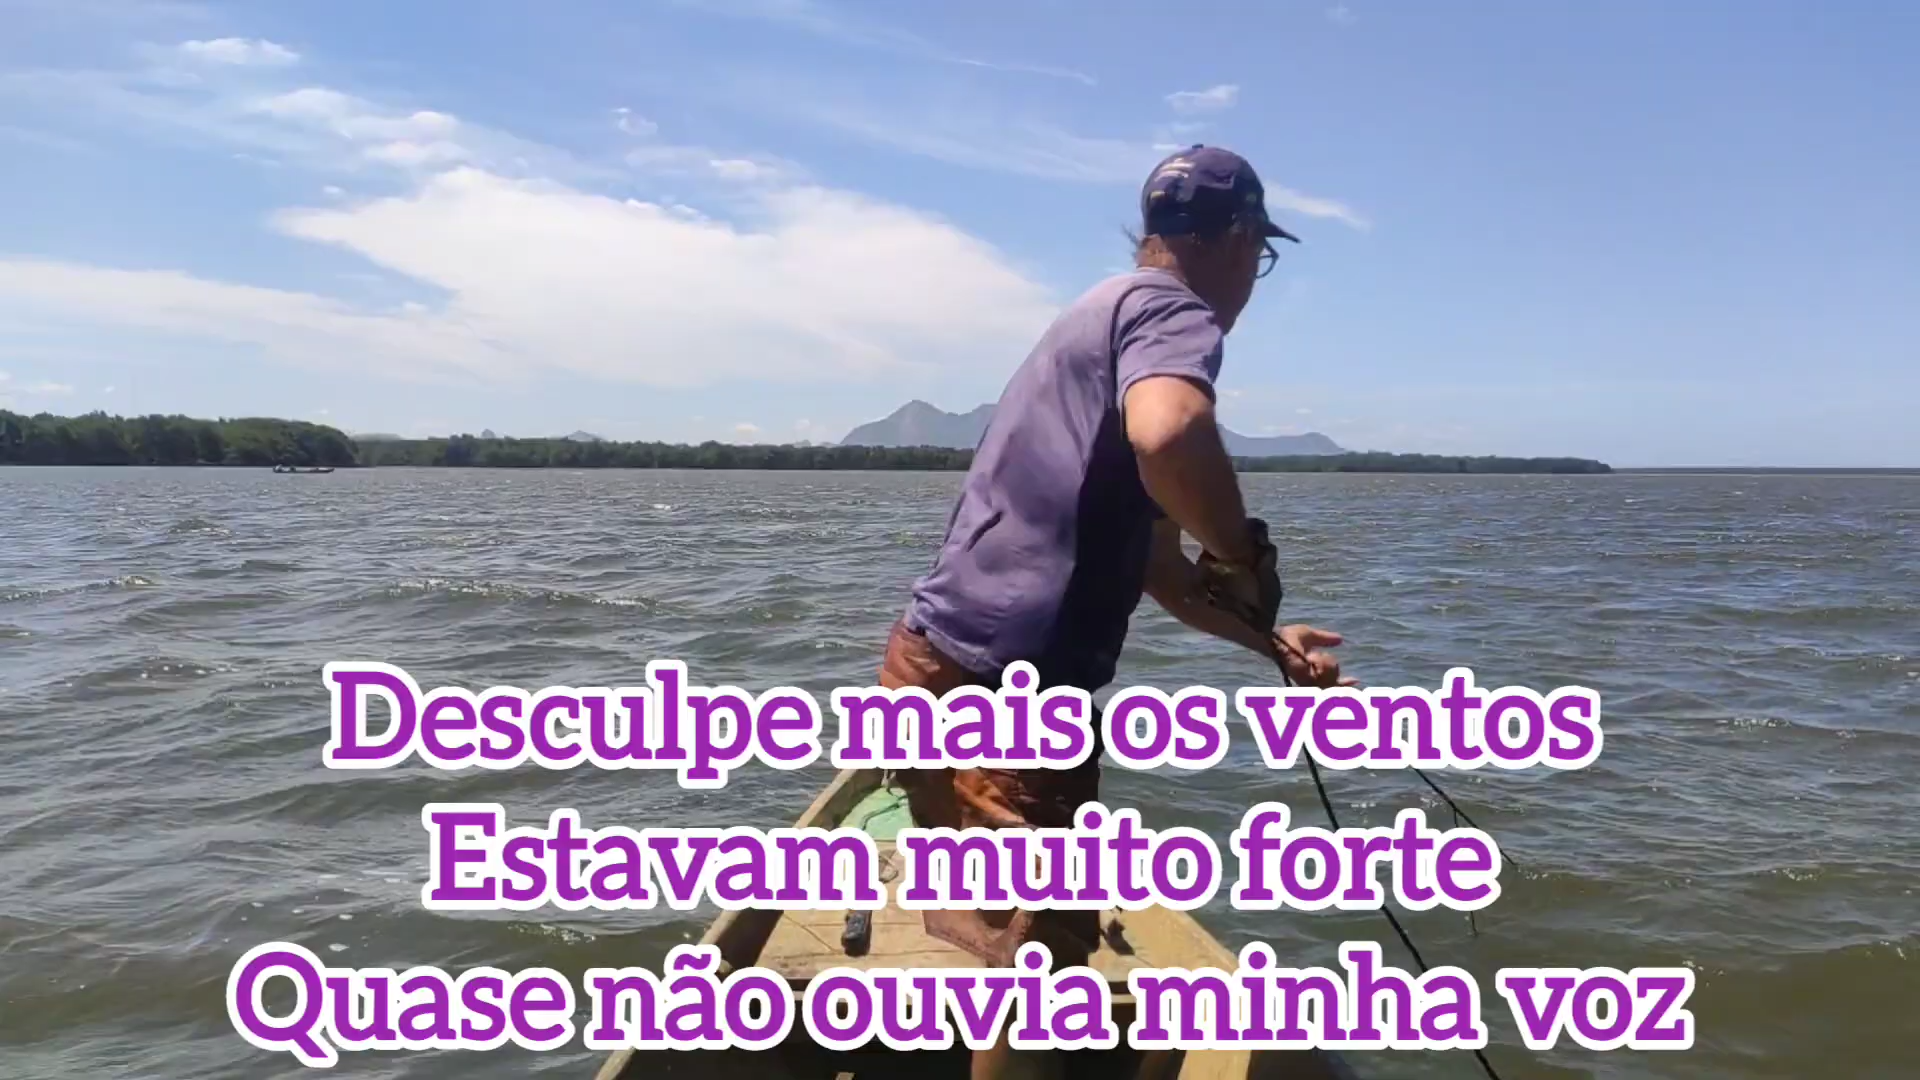 Desculpe mais os ventos
Estavam muito forte
Quase não ouvia minha voz